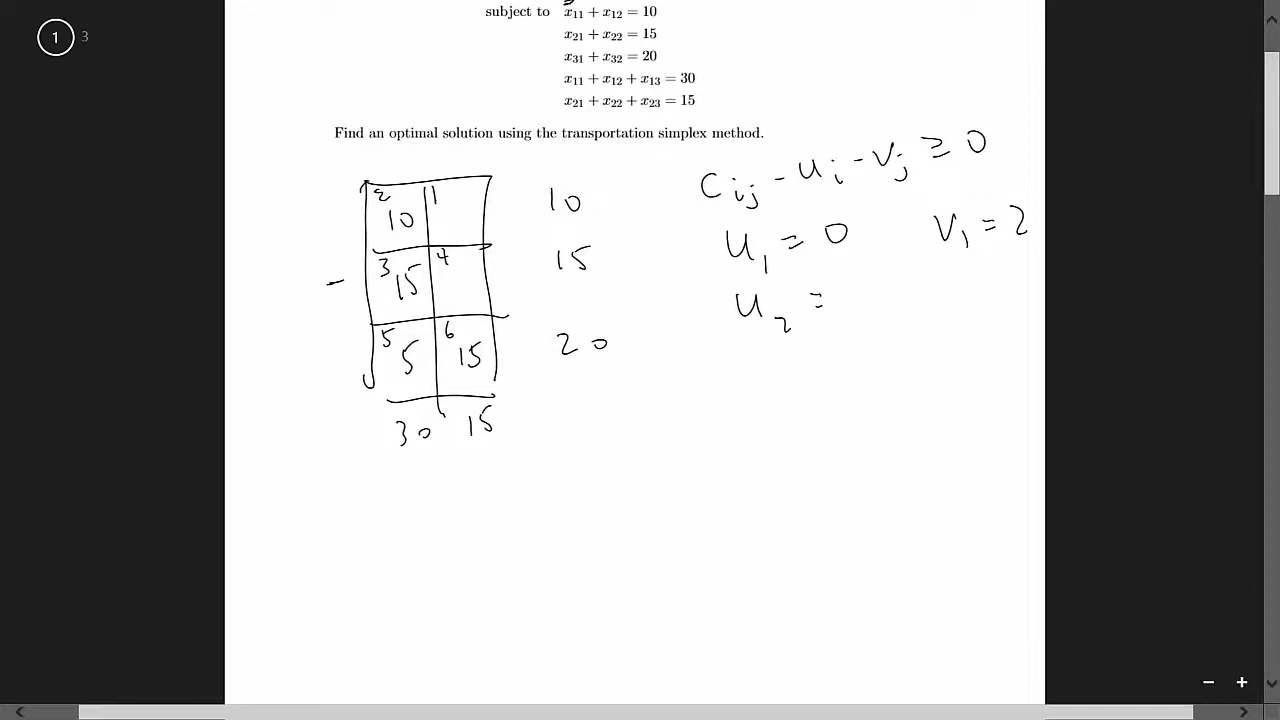 1 3
subject to x11 + x12 = 10
x21 + x22 = 15
x31 + x32 = 20
x11 + x12 + x13 = 30
x21 + x22 + x23 = 15
Find an optimal solution using the transportation simplex method.
cij - ui - vj ≥ 0
2 10 1 10
u1 = 0 v1 = 2
- 3 15 4 15
u2 =
5 5 6 15 20
30 15